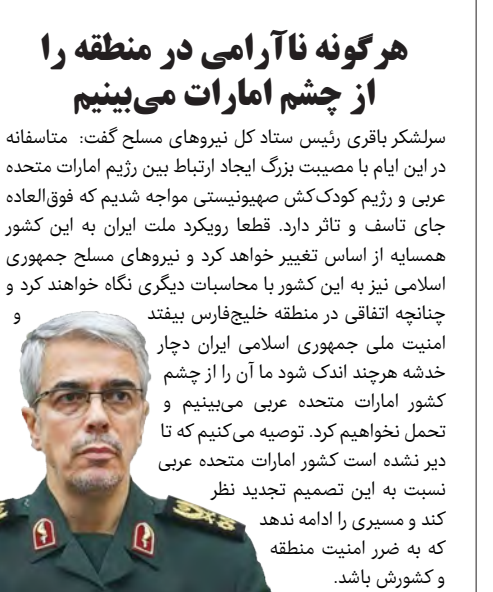 هرگونه ناآرامی در منطقه را
از چشم امارات می‌بینیم
سرلشکر باقری رئیس ستاد کل نیروهای مسلح گفت: متاسفانه
در این ایام با مصیبت بزرگ ایجاد ارتباط بین رژیم امارات متحده
عربی و رژیم کودک‌کش صهیونیستی مواجه شدیم که فوق‌العاده
جای تاسف و تاثر دارد. قطعا رویکرد ملت ایران به این کشور
همسایه از اساس تغییر خواهد کرد و نیروهای مسلح جمهوری
اسلامی نیز به این کشور با محاسبات دیگری نگاه خواهند کرد و
چنانچه اتفاقی در منطقه خلیج‌فارس بیفتد و
امنیت ملی جمهوری اسلامی ایران دچار
خدشه هرچند اندک شود ما آن را از چشم
کشور امارات متحده عربی می‌بینیم و
تحمل نخواهیم کرد. توصیه می‌کنیم که تا
دیر نشده است کشور امارات متحده عربی
نسبت به این تصمیم تجدید نظر
کند و مسیری را ادامه ندهد
که به ضرر امنیت منطقه
و کشورش باشد.